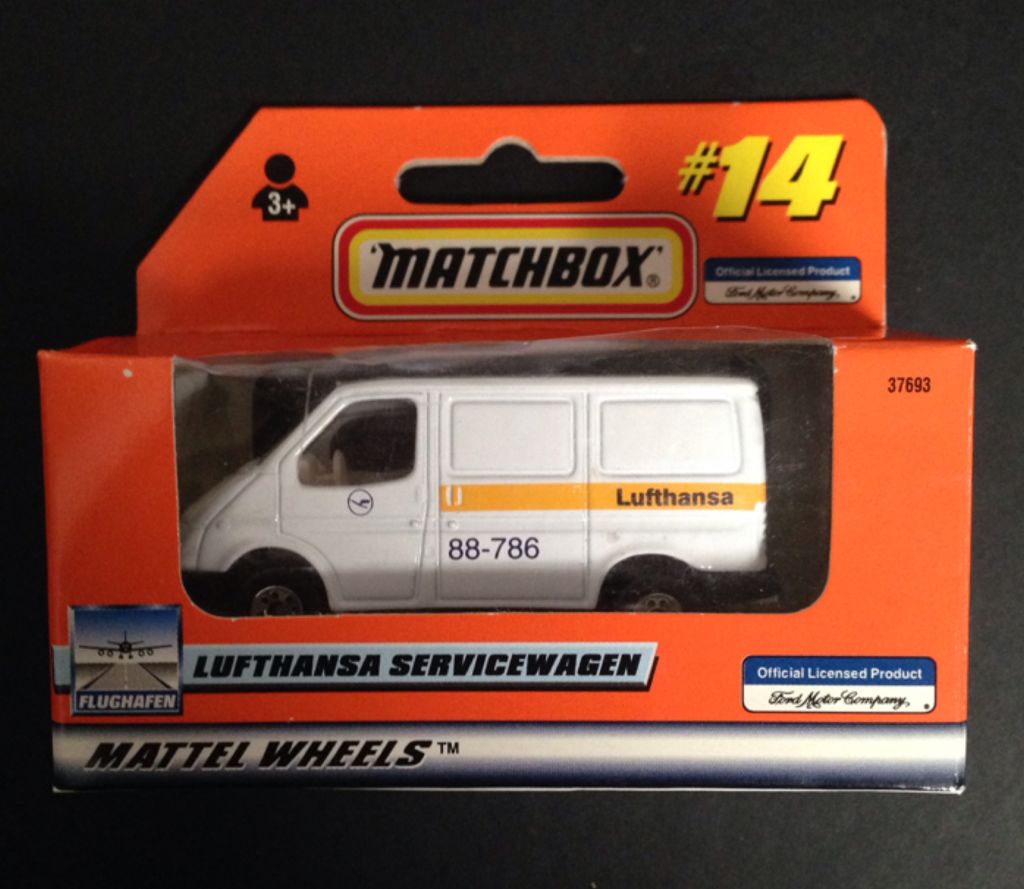 #14
3+
'MATCHBOX'®
Official Licensed Product
Ford Motor Company,
37693
Lufthansa
88-786
LUFTHANSA SERVICEWAGEN
FLUGHAFEN
Official Licensed Product
Ford Motor Company,
MATTEL WHEELS™